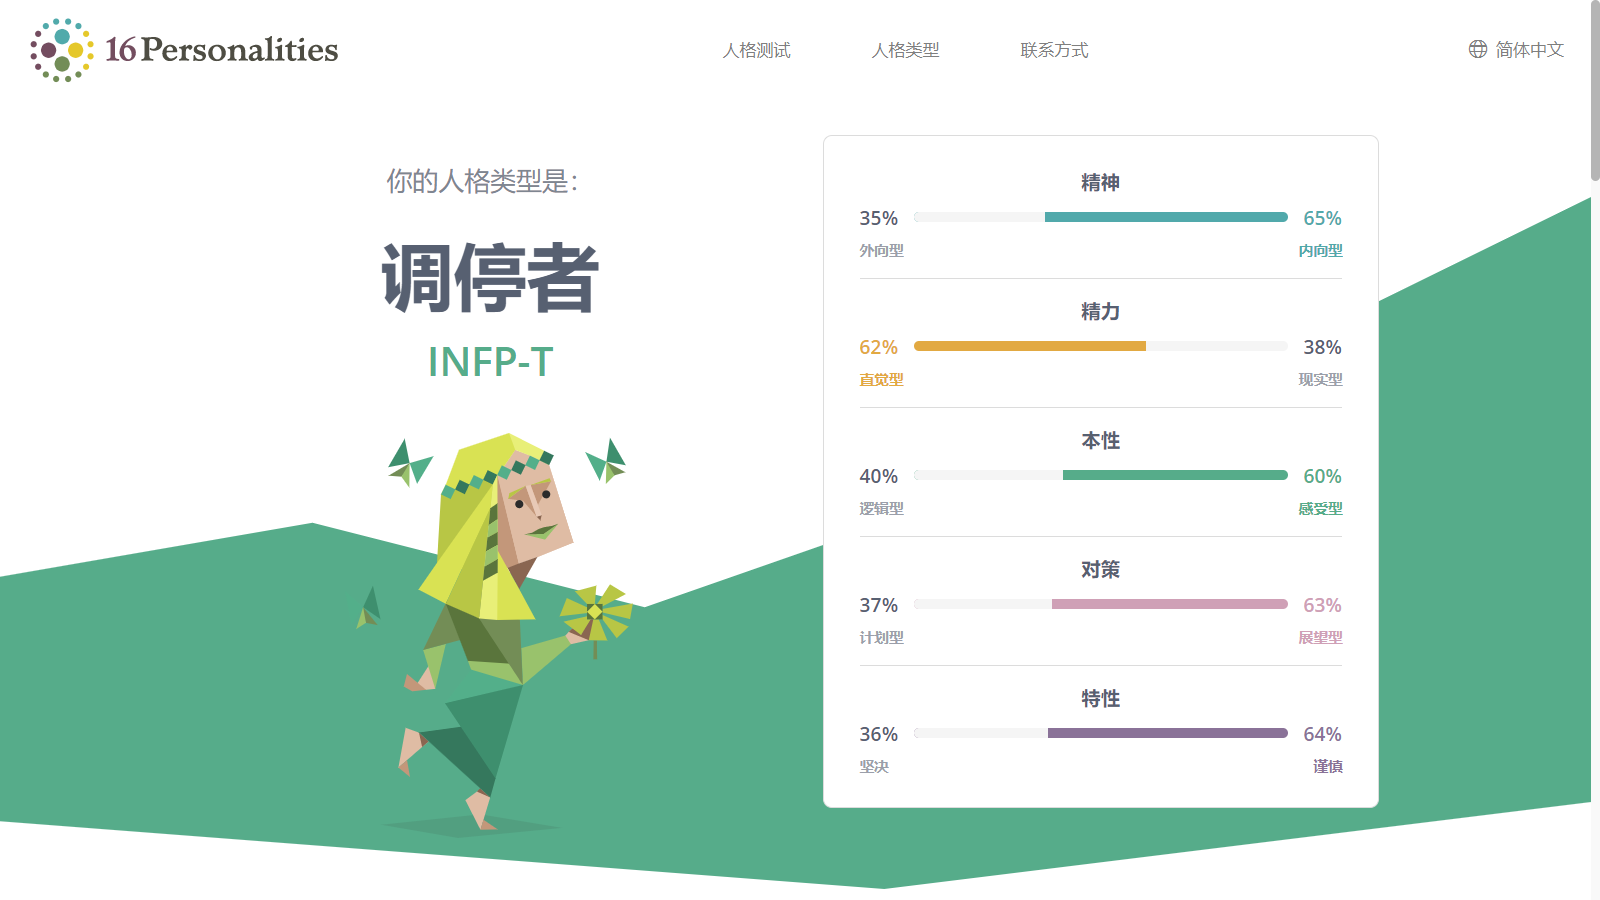 16Personalities
人格测试
人格类型
联系方式
简体中文
你的人格类型是：
调停者
INFP-T
精神
35%
65%
外向型
内向型
精力
62%
38%
直觉型
现实型
本性
40%
60%
逻辑型
感受型
对策
37%
63%
计划型
展望型
特性
36%
64%
坚决
谨慎